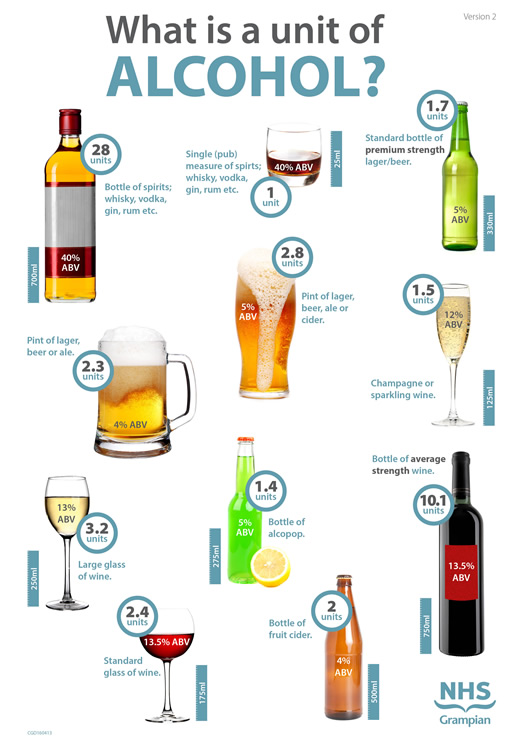 Version 2
What is a unit of
ALCOHOL?
28
units
Bottle of spirits;
whisky, vodka,
gin, rum etc.
40%
ABV
700ml
Single (pub)
measure of spirts;
whisky, vodka,
gin, rum etc.
40% ABV
1
unit
25ml
1.7
units
Standard bottle of
premium strength
lager/beer.
5%
ABV
330ml
2.8
units
5%
ABV
Pint of lager,
beer, ale or
cider.
1.5
units
12%
ABV
Champagne or
sparkling wine.
125ml
Pint of lager,
beer or ale.
2.3
units
4% ABV
13%
ABV
3.2
units
Large glass
of wine.
250ml
1.4
units
5%
ABV
Bottle of
alcopop.
275ml
Bottle of average
strength wine.
10.1
units
13.5%
ABV
750ml
2.4
units
13.5% ABV
Standard
glass of wine.
175ml
2
units
Bottle of
fruit cider.
4%
ABV
500ml
NHS
Grampian